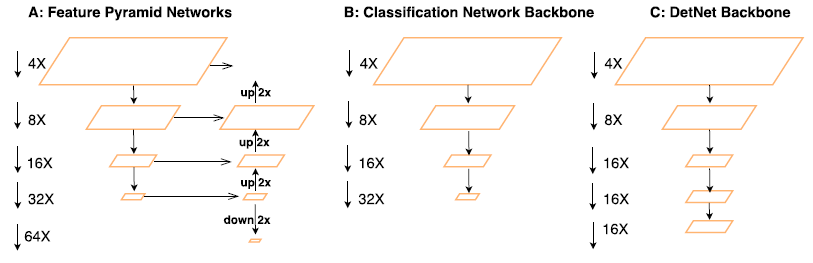 A: Feature Pyramid Networks
4X
up 2x
8X
up 2x
16X
up 2x
32X
down 2x
64X
B: Classification Network Backbone
4X
8X
16X
32X
C: DetNet Backbone
4X
8X
16X
16X
16X